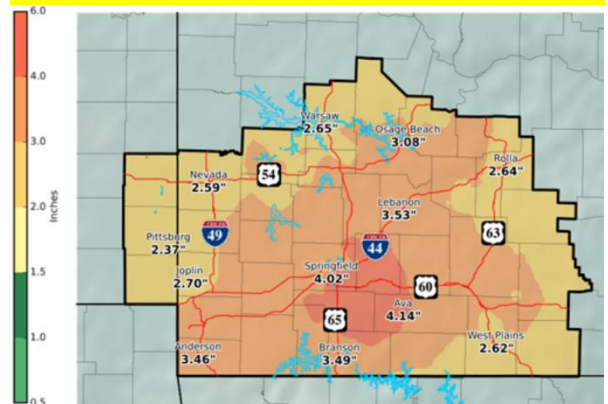 6.0
4.0
3.0
2.0
1.5
1.0
0.5
Inches
Warsaw
2.65"
Osage Beach
3.08"
Rolla
2.64"
Nevada
2.59"
54
Lebanon
3.53"
63
Pittsburg
2.37"
49
44
Joplin
2.70"
Springfield
4.02"
60
Ava
4.14"
65
Anderson
3.46"
Branson
3.49"
West Plains
2.62"